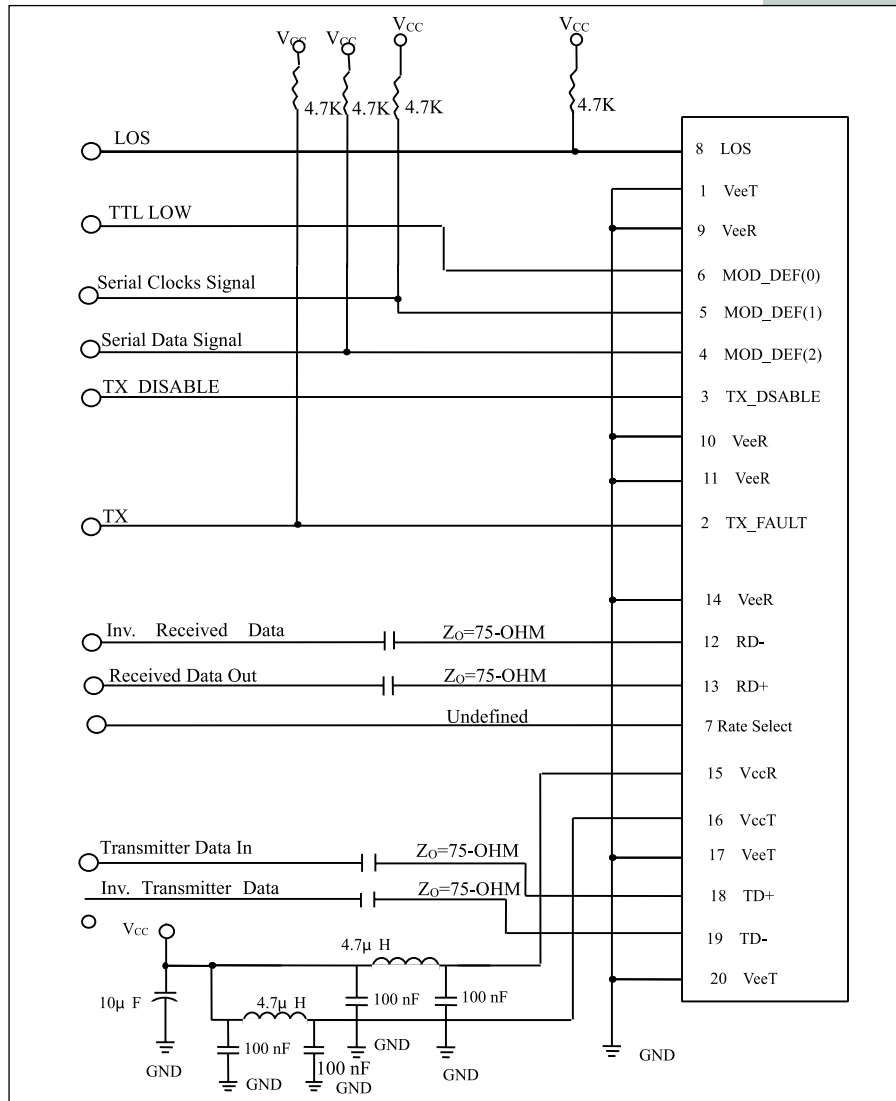 VCC VCC VCC VCC
4.7K 4.7K 4.7K 4.7K
LOS
8 LOS
1 VeeT
TTL LOW
9 VeeR
6 MOD_DEF(0)
Serial Clocks Signal
5 MOD_DEF(1)
Serial Data Signal
4 MOD_DEF(2)
TX DISABLE
3 TX_DSABLE
10 VeeR
11 VeeR
TX
2 TX_FAULT
14 VeeR
Inv. Received Data ZO=75-OHM
12 RD-
Received Data Out ZO=75-OHM
13 RD+
Undefined
7 Rate Select
15 VccR
16 VccT
Transmitter Data In ZO=75-OHM
17 VeeT
Inv. Transmitter Data ZO=75-OHM
18 TD+
VCC
19 TD-
4.7µ H
20 VeeT
10µ F
4.7µ H
100 nF 100 nF
GND
100 nF
GND GND
100 nF
GND
GND GND